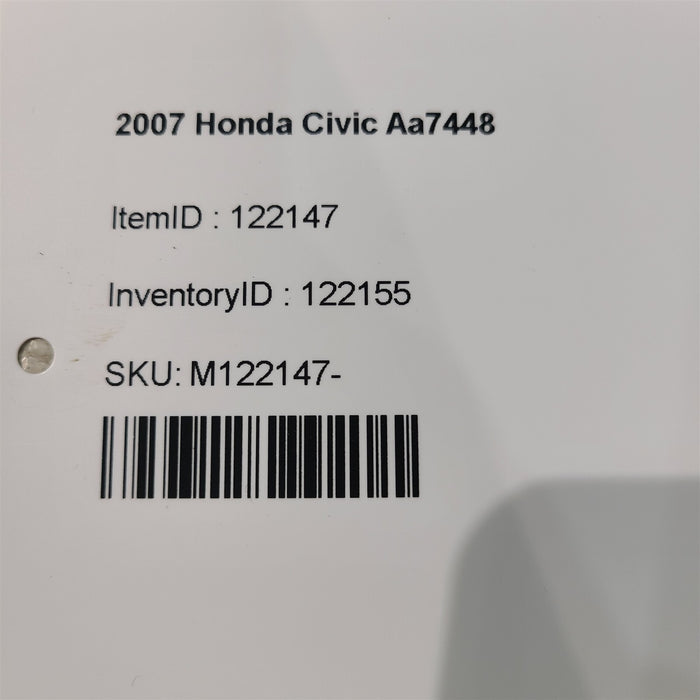 2007 Honda Civic Aa7448
ItemID : 122147
InventoryID : 122155
SKU: M122147-